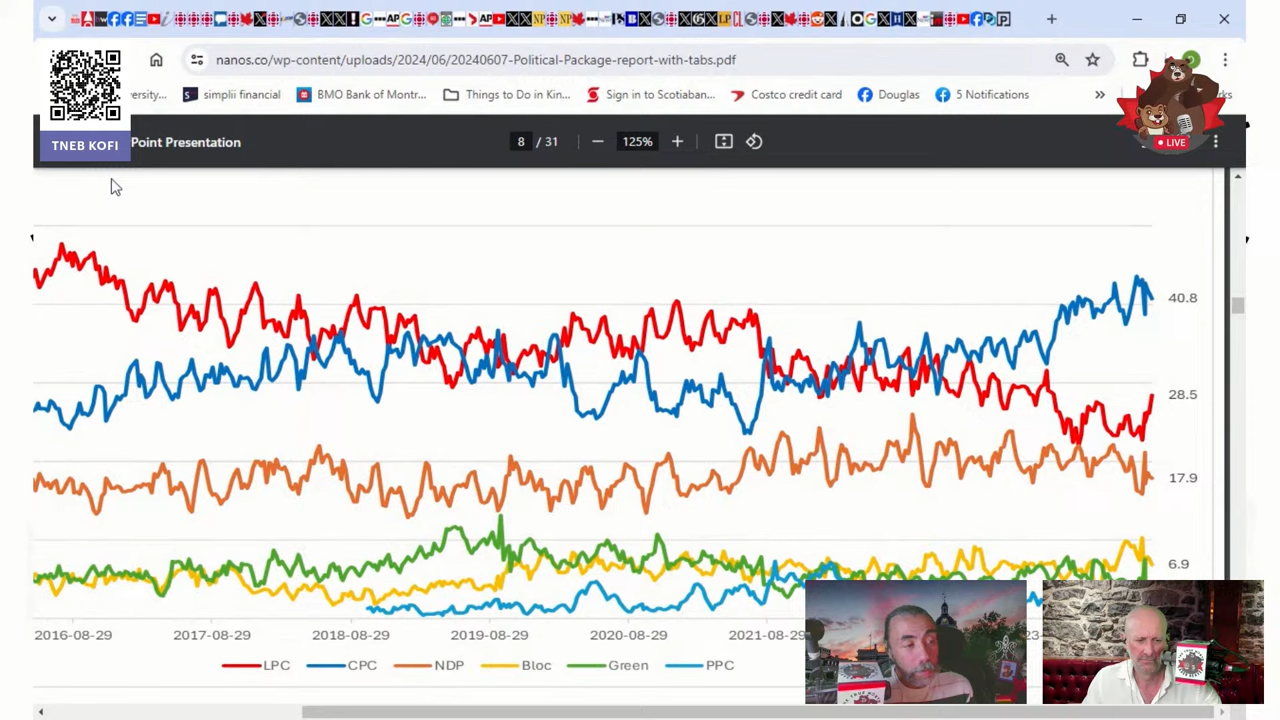 nanos.co/wp-content/uploads/2024/06/20240607-Political-Package-report-with-tabs.pdf
versity...
simplii financial
BMO Bank of Montr...
Things to Do in Kin...
Sign in to Scotiaban...
Costco credit card
Douglas
5 Notifications
»
TNEB KOFI
Point Presentation
8 / 31
125%
LIVE
40.8
28.5
17.9
6.9
2016-08-29
2017-08-29
2018-08-29
2019-08-29
2020-08-29
2021-08-29
LPC
CPC
NDP
Bloc
Green
PPC